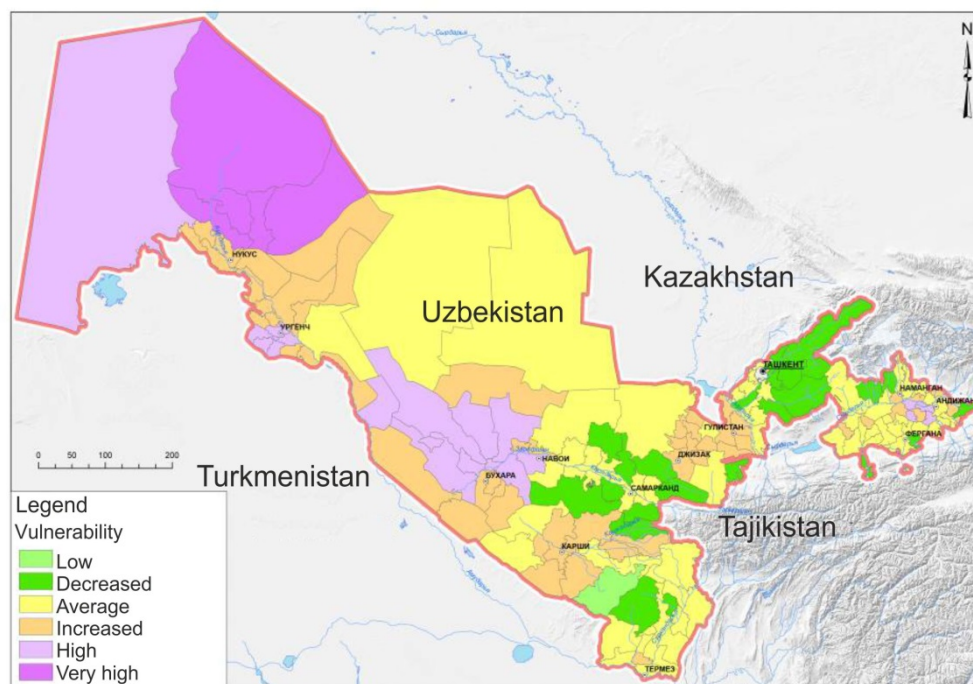 N
Сырдарья
Kazakhstan
Uzbekistan
НУКУС
УРГЕНЧ
ТАШКЕНТ
НАМАНГАН
АНДИЖАН
ФЕРГАНА
ГУЛИСТАН
ДЖИЗАК
НАВОИ
САМАРКАНД
БУХАРА
Turkmenistan
Tajikistan
КАРШИ
ТЕРМЕЗ
0 50 100 200
Legend
Vulnerability
Low
Decreased
Average
Increased
High
Very high